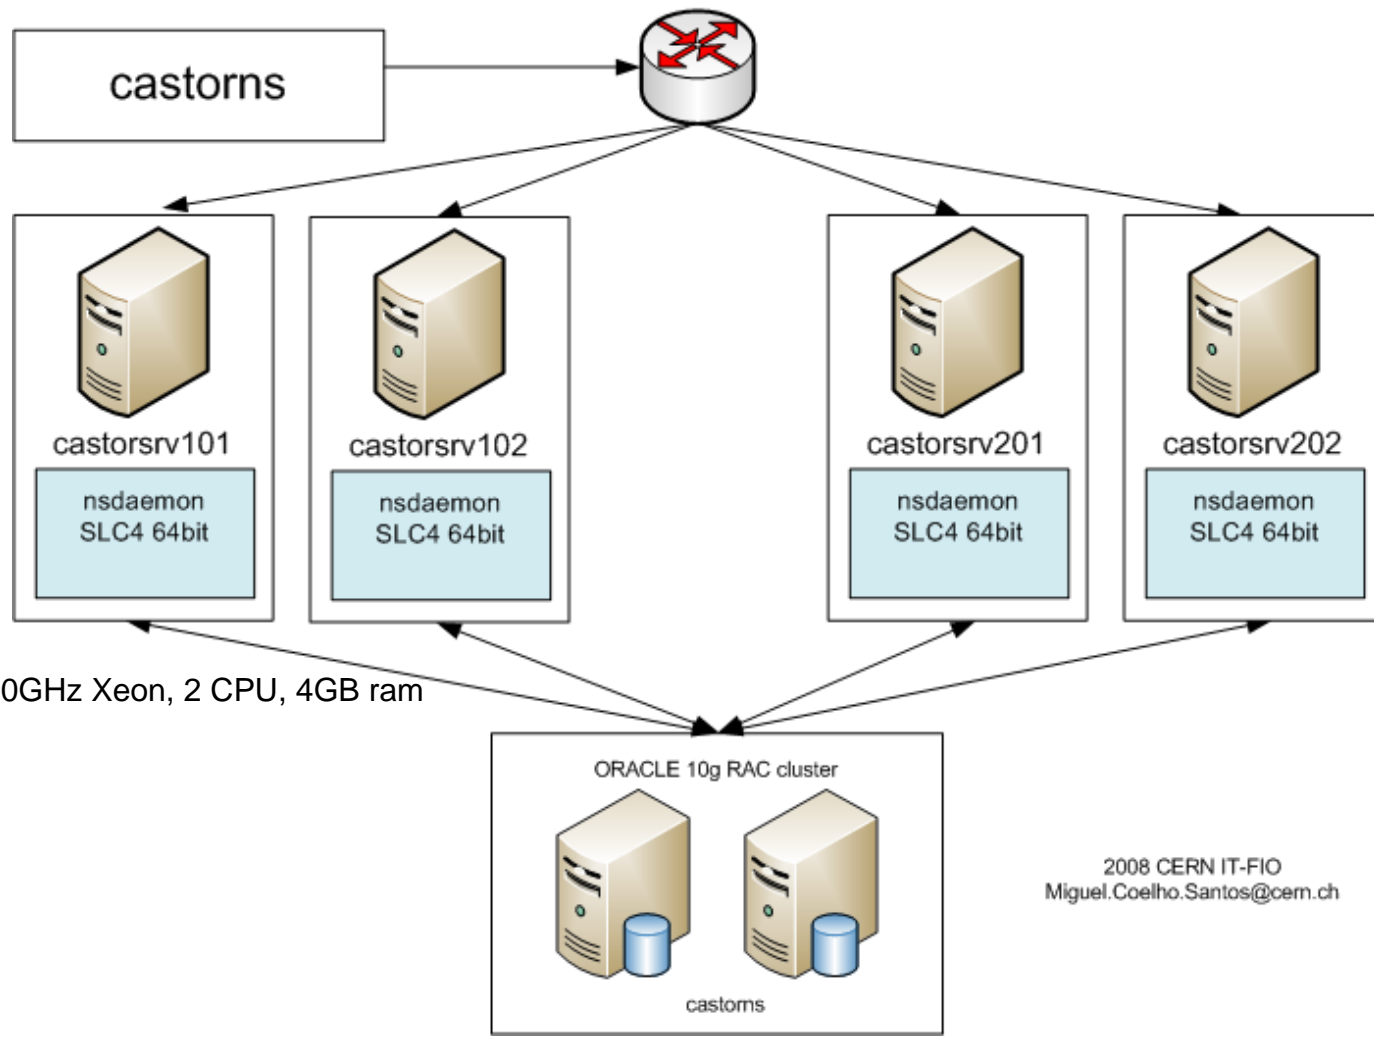 castorns
castorsrv101
castorsrv102
castorsrv201
castorsrv202
nsdaemon
SLC4 64bit
nsdaemon
SLC4 64bit
nsdaemon
SLC4 64bit
nsdaemon
SLC4 64bit
0GHz Xeon, 2 CPU, 4GB ram
ORACLE 10g RAC cluster
castorns
2008 CERN IT-FIO
Miguel.Coelho.Santos@cern.ch